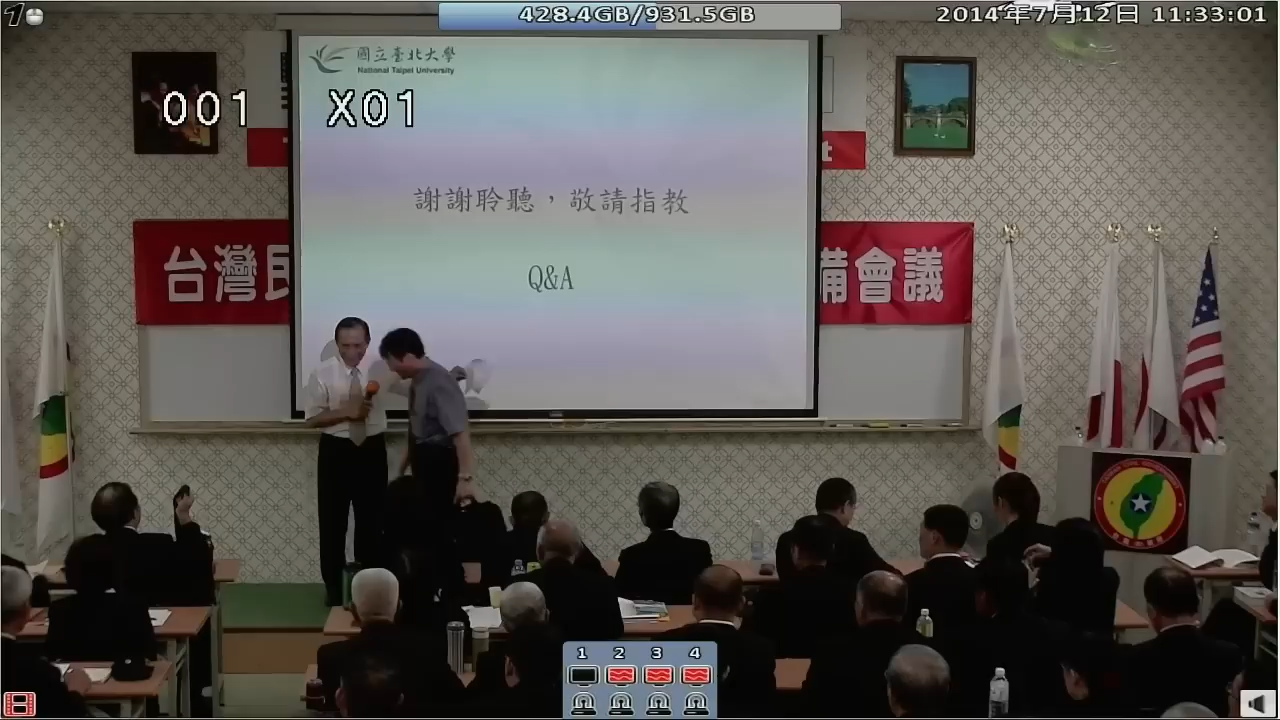 1
428.4GB/931.5GB
2014年7月12日 11:33:01
國立臺北大學
National Taipei University
001 X01
t
謝謝聆聽，敬請指教
Q&A
台灣民
備會議
1 2 3 4